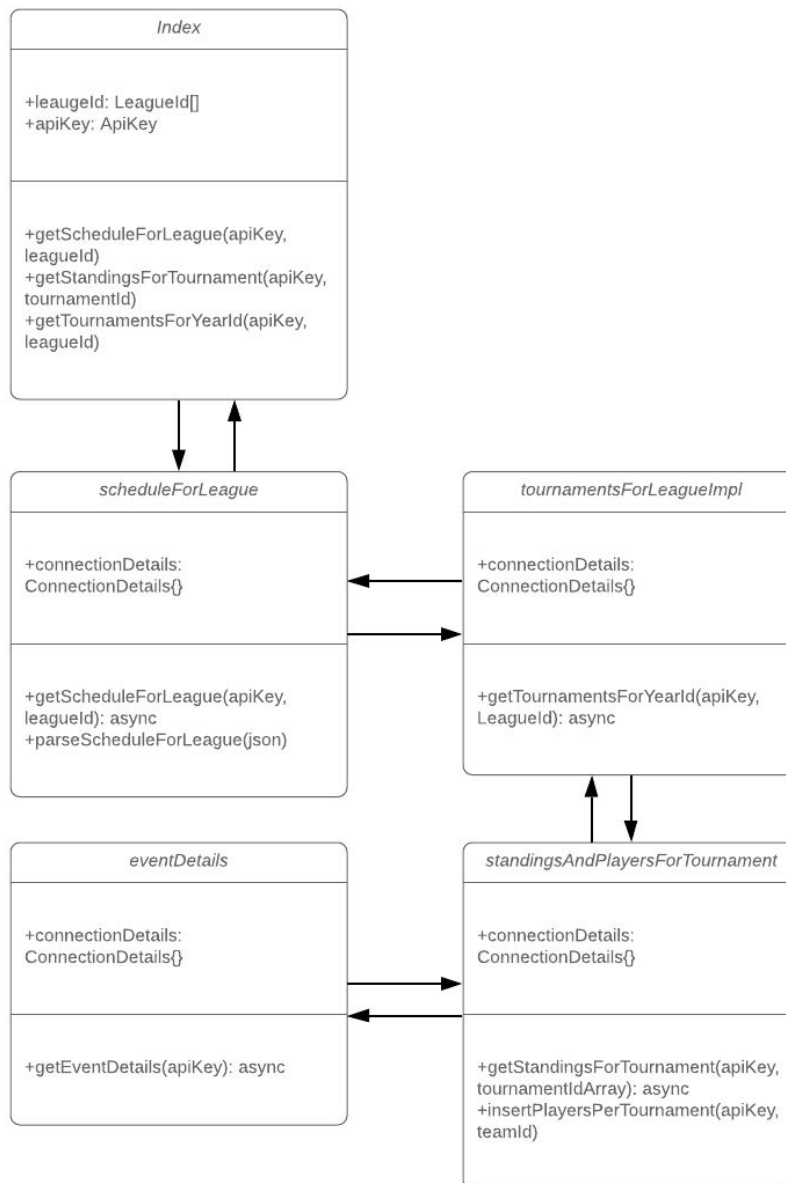 Index
+leaugeId: LeagueId[]
+apiKey: ApiKey
+getScheduleForLeague(apiKey,
leagueId)
+getStandingsForTournament(apiKey,
tournamentId)
+getTournamentsForYearId(apiKey,
leagueId)
scheduleForLeague
+connectionDetails:
ConnectionDetails{}
+getScheduleForLeague(apiKey,
leagueId): async
+parseScheduleForLeague(json)
tournamentsForLeagueImpl
+connectionDetails:
ConnectionDetails{}
+getTournamentsForYearId(apiKey,
LeagueId): async
eventDetails
+connectionDetails:
ConnectionDetails{}
+getEventDetails(apiKey): async
standingsAndPlayersForTournament
+connectionDetails:
ConnectionDetails{}
+getStandingsForTournament(apiKey,
tournamentIdArray): async
+insertPlayersPerTournament(apiKey,
teamId)